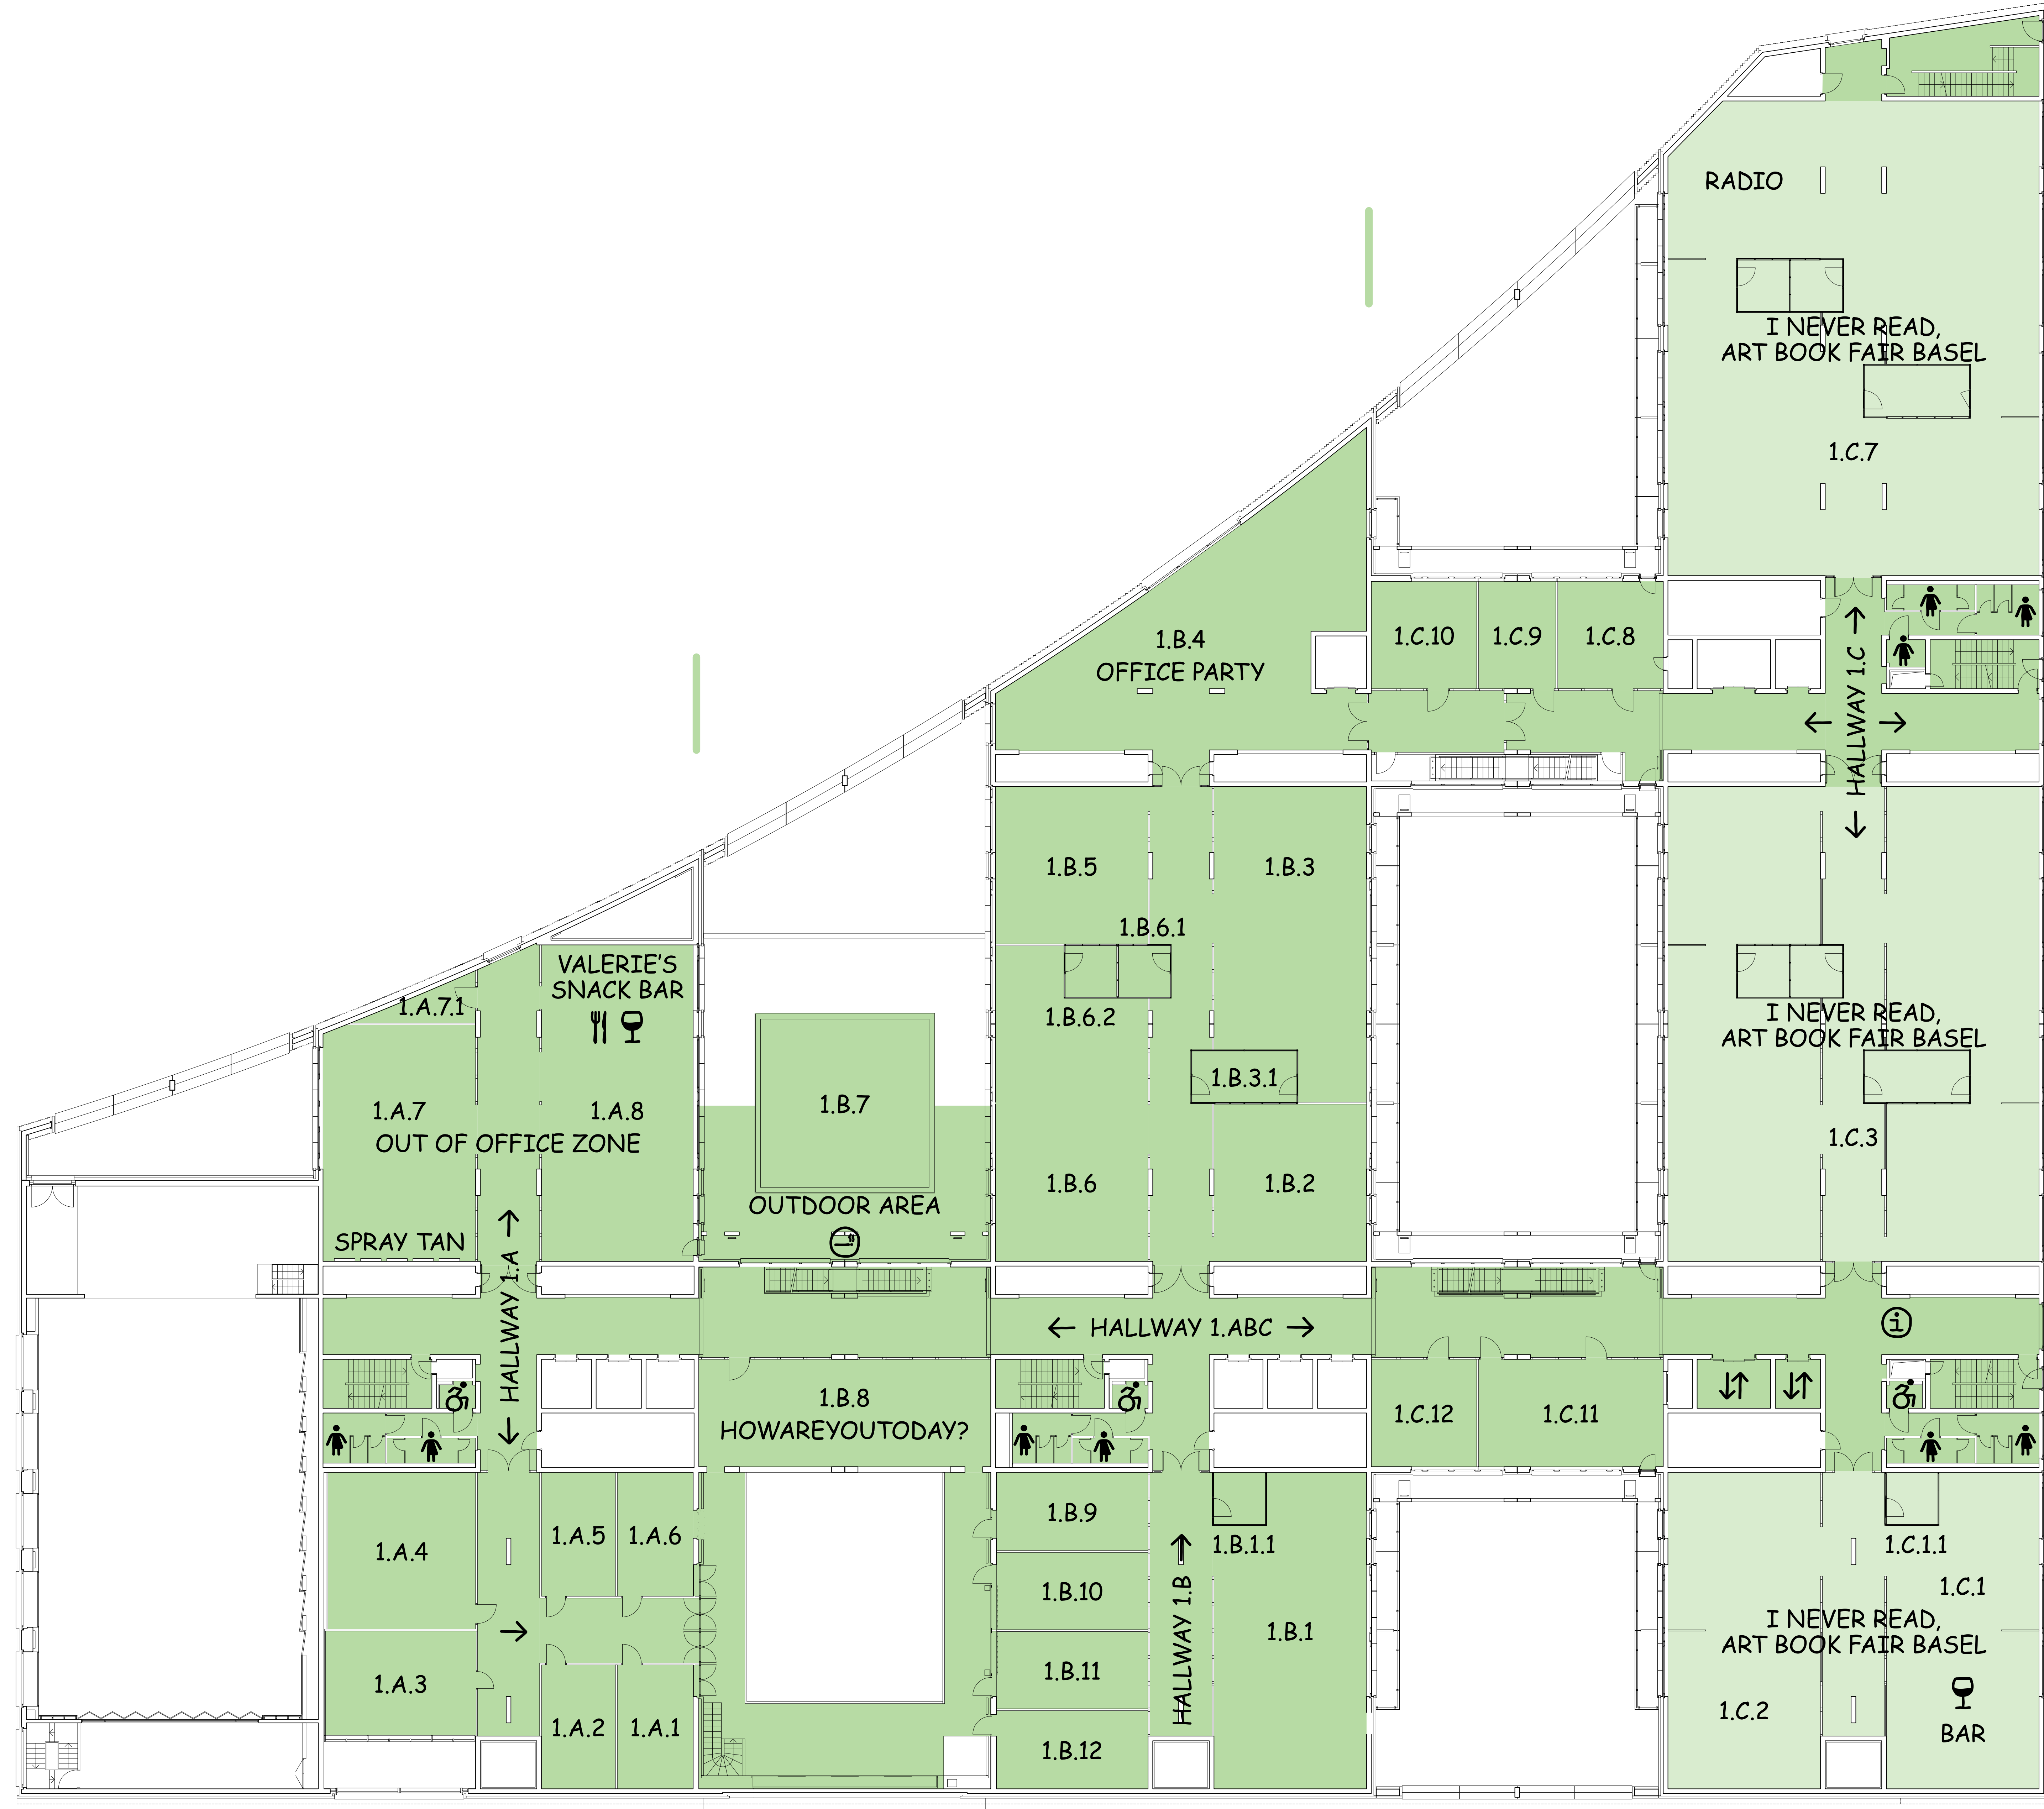 RADIO
I NEVER READ,
ART BOOK FAIR BASEL
1.C.7
1.B.4
OFFICE PARTY
1.C.10
1.C.9
1.C.8
HALLWAY 1.C
1.B.5
1.B.3
1.B.6.1
1.B.6.2
1.B.3.1
1.B.6
1.B.2
I NEVER READ,
ART BOOK FAIR BASEL
1.C.3
VALERIE'S
SNACK BAR
1.A.7.1
1.A.7
1.A.8
OUT OF OFFICE ZONE
SPRAY TAN
1.B.7
OUTDOOR AREA
HALLWAY 1.A
HALLWAY 1.ABC
i
1.B.8
HOWAREYOUTODAY?
1.C.12
1.C.11
1.A.4
1.A.5
1.A.6
1.A.3
1.A.2
1.A.1
1.B.9
1.B.10
1.B.11
1.B.12
HALLWAY 1.B
1.B.1.1
1.B.1
1.C.1.1
1.C.1
I NEVER READ,
ART BOOK FAIR BASEL
1.C.2
BAR